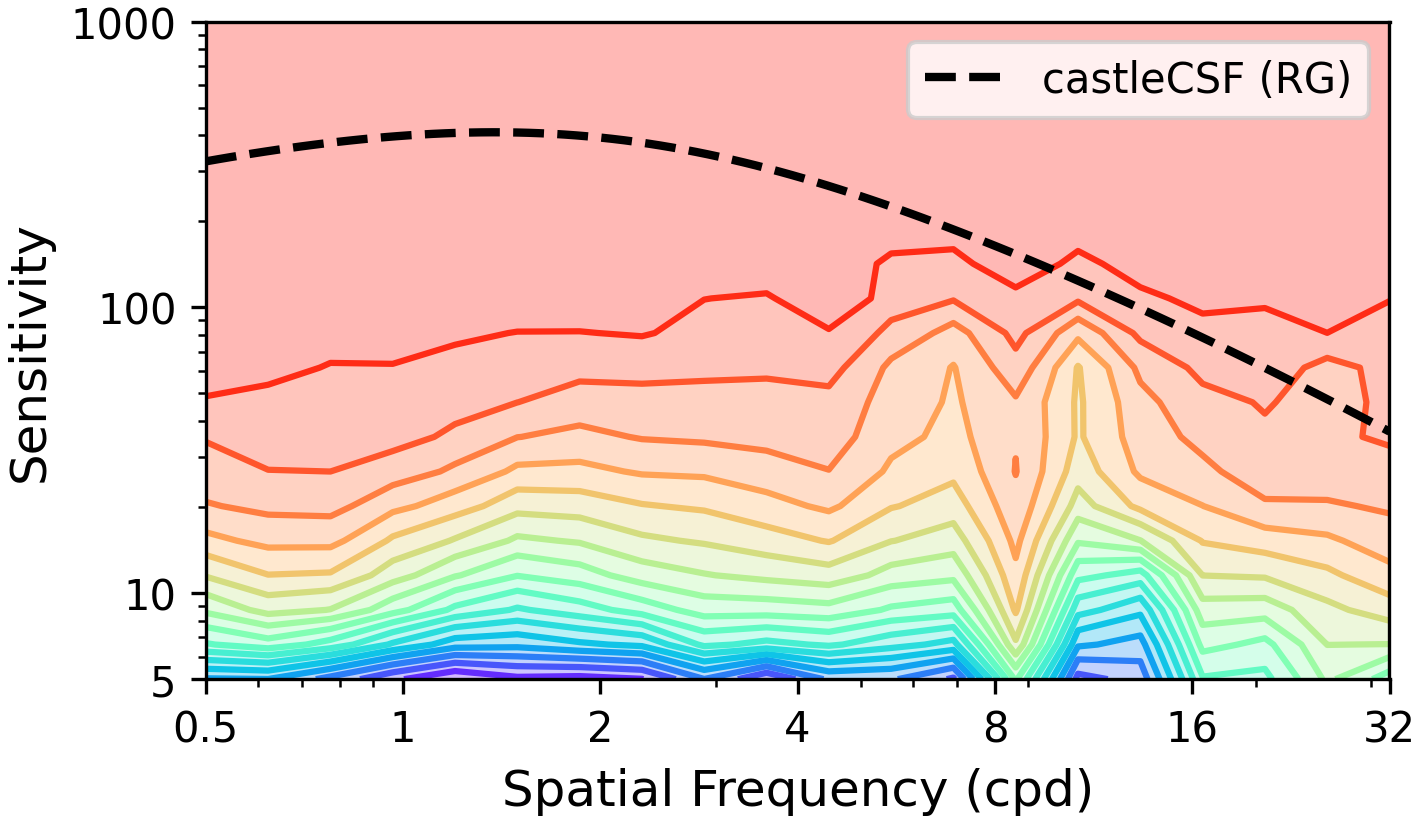 1000
castleCSF (RG)
100
Sensitivity
10
5
0.5 1 2 4 8 16 32
Spatial Frequency (cpd)